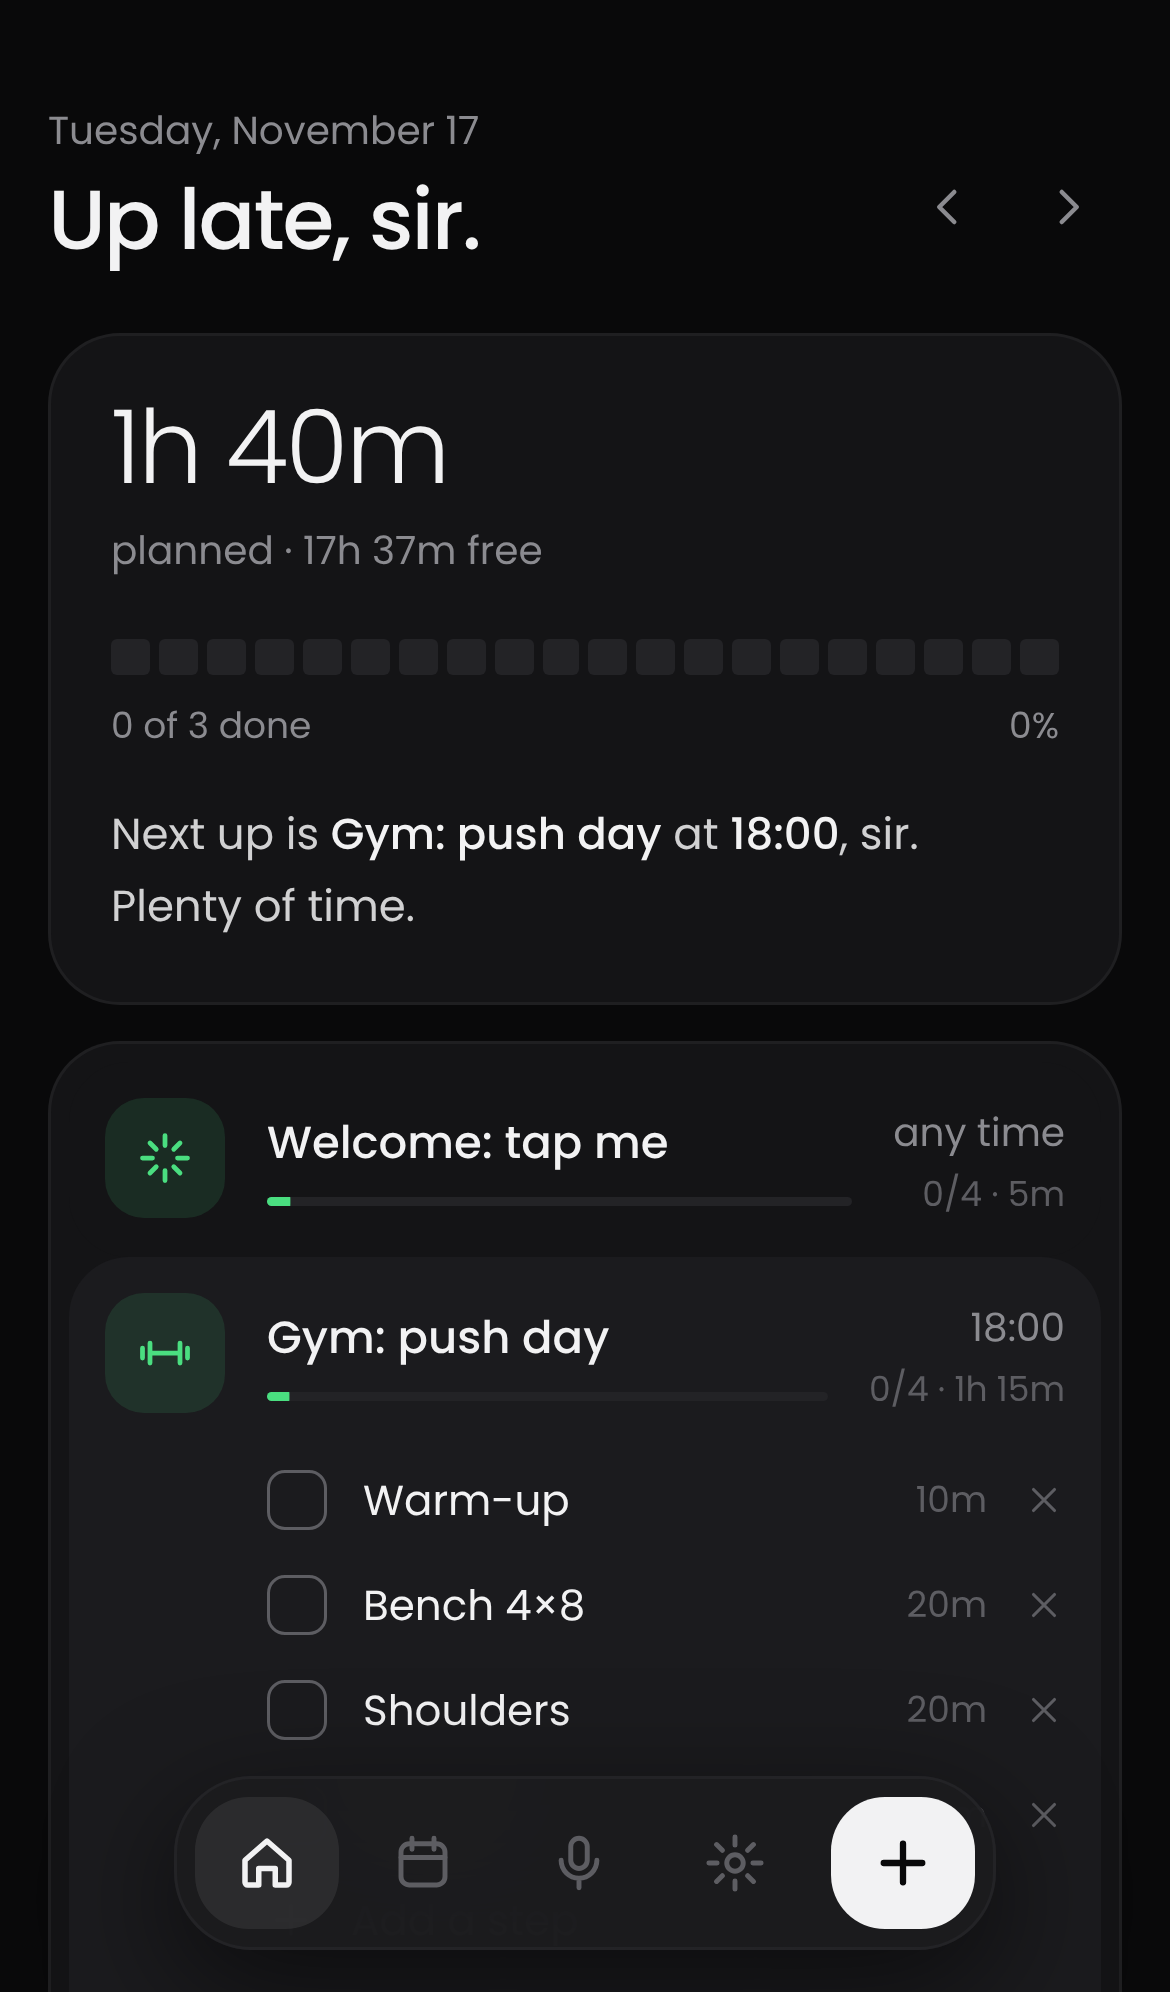 Tuesday, November 17
Up late, sir.
1h 40m
planned · 17h 37m free
0 of 3 done
0%
Next up is Gym: push day at 18:00, sir.
Plenty of time.
Welcome: tap me
any time
0/4 · 5m
Gym: push day
18:00
0/4 · 1h 15m
Warm-up
10m
Bench 4×8
20m
Shoulders
20m
Add a step